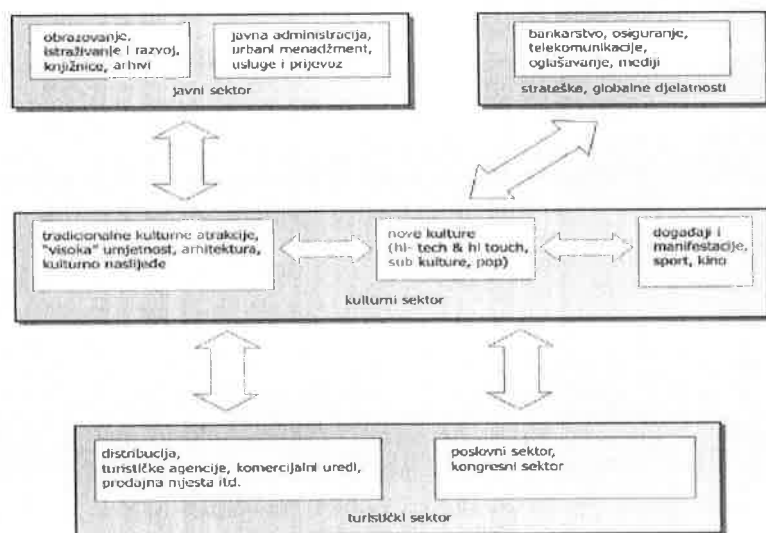 obrazovanje,
istraživanje i razvoj,
knjižnice, arhivi
javna administracija,
urbani menadžment,
usluge i prijevoz
javni sektor
bankarstvo, osiguranje,
telekomunikacije,
oglašavanje, mediji
strateške, globalne djelatnosti
tradicionalne kulturne atrakcije,
"visoka" umjetnost, arhitektura,
kulturno naslijeđe
nove kulture
(hi- tech & hi touch,
sub kulture, pop)
događaji i
manifestacije,
sport, kino
kulturni sektor
distribucija,
turističke agencije, komercijalni uredi,
prodajna mjesta itd.
poslovni sektor,
kongresni sektor
turistički sektor